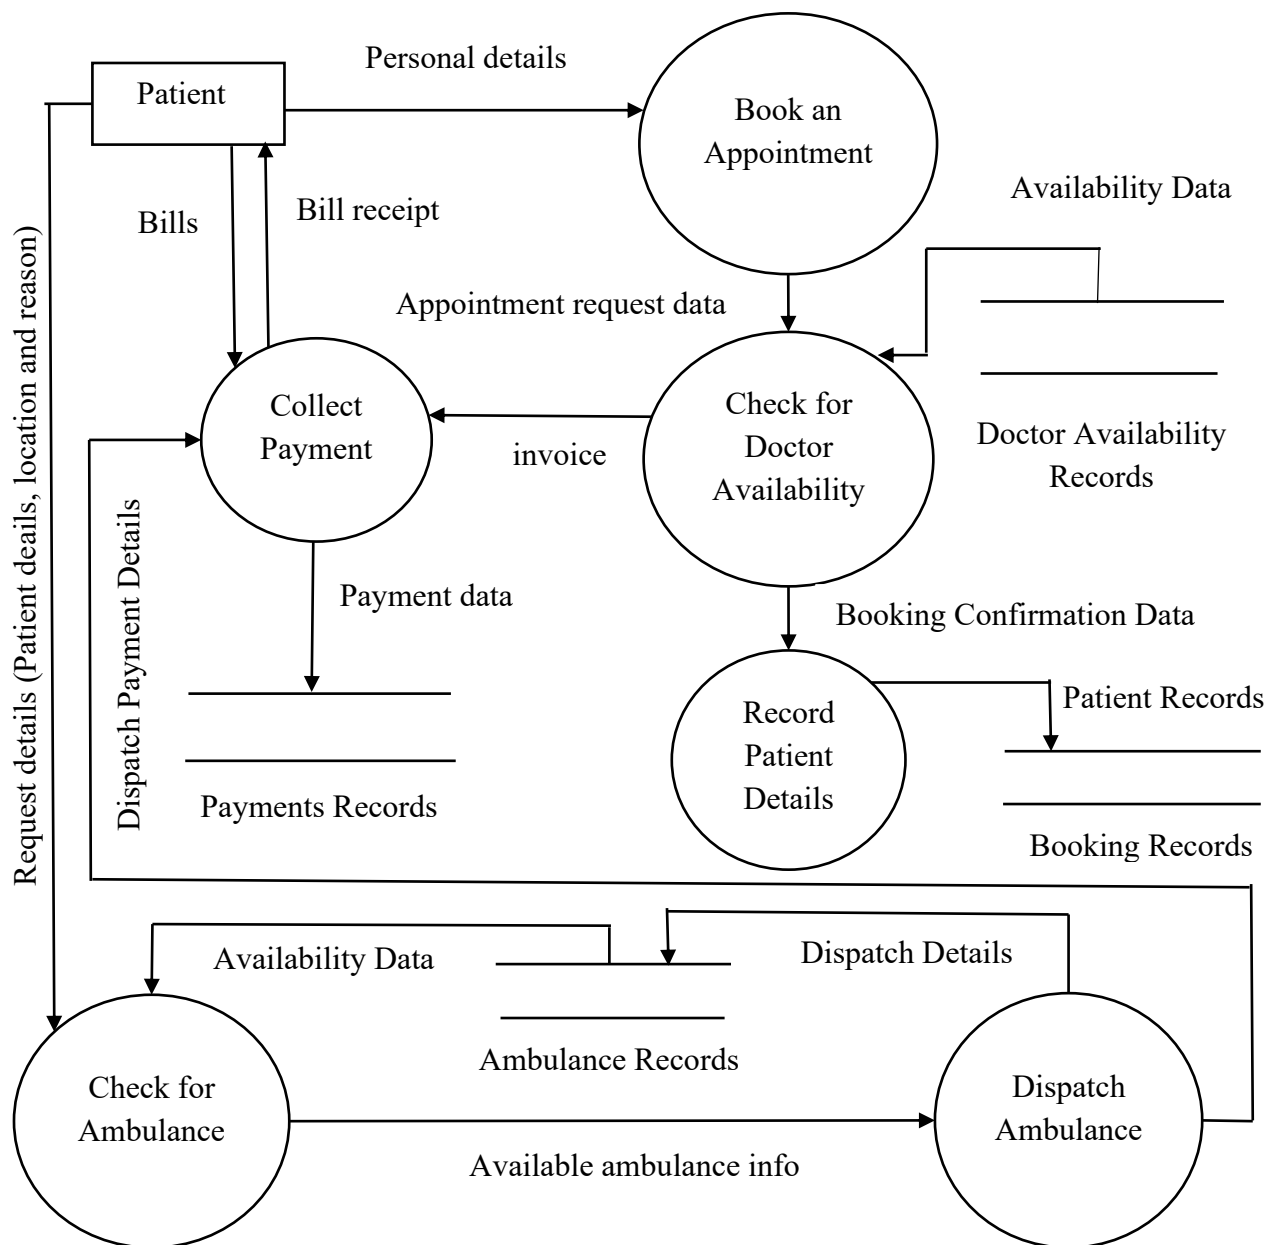 Personal details
Patient
Book an
Appointment
Availability Data
Bills
Bill receipt
Request details (Patient deails, location and reason)
Appointment request data
Collect
Payment
invoice
Check for
Doctor
Availability
Doctor Availability
Records
Dispatch Payment Details
Payment data
Booking Confirmation Data
Record
Patient
Details
Patient Records
Payments Records
Booking Records
Availability Data
Dispatch Details
Ambulance Records
Check for
Ambulance
Dispatch
Ambulance
Available ambulance info